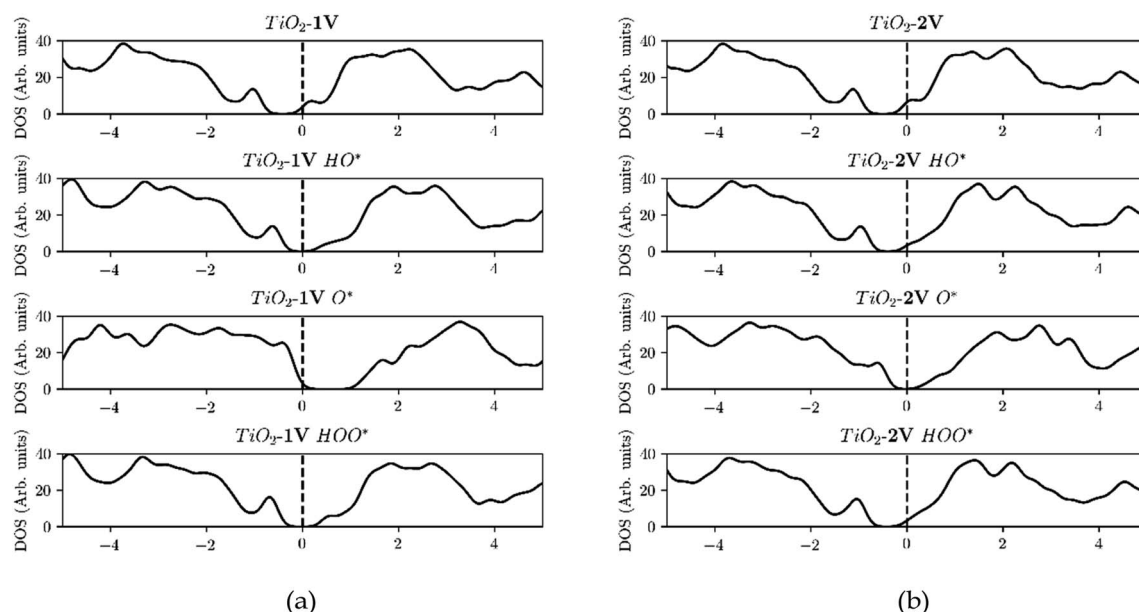 TiO₂-1V
DOS (Arb. units)
40
20
0
−4 −2 0 2 4
TiO₂-1V HO*
DOS (Arb. units)
40
20
0
−4 −2 0 2 4
TiO₂-1V O*
DOS (Arb. units)
40
20
0
−4 −2 0 2 4
TiO₂-1V HOO*
DOS (Arb. units)
40
20
0
−4 −2 0 2 4
(a)
TiO₂-2V
DOS (Arb. units)
40
20
0
−4 −2 0 2 4
TiO₂-2V HO*
DOS (Arb. units)
40
20
0
−4 −2 0 2 4
TiO₂-2V O*
DOS (Arb. units)
40
20
0
−4 −2 0 2 4
TiO₂-2V HOO*
DOS (Arb. units)
40
20
0
−4 −2 0 2 4
(b)